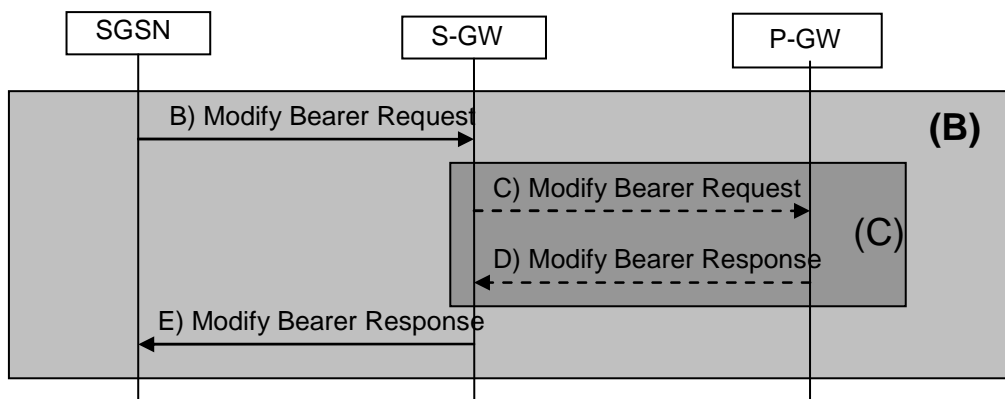 SGSN
S-GW
P-GW
B) Modify Bearer Request
(B)
C) Modify Bearer Request
(C)
D) Modify Bearer Response
E) Modify Bearer Response